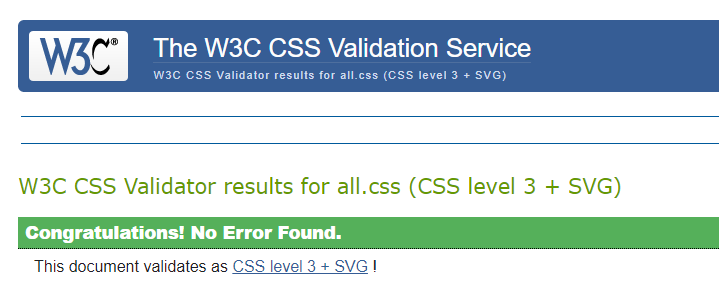 W3C®
The W3C CSS Validation Service
W3C CSS Validator results for all.css (CSS level 3 + SVG)
W3C CSS Validator results for all.css (CSS level 3 + SVG)
Congratulations! No Error Found.
This document validates as CSS level 3 + SVG !